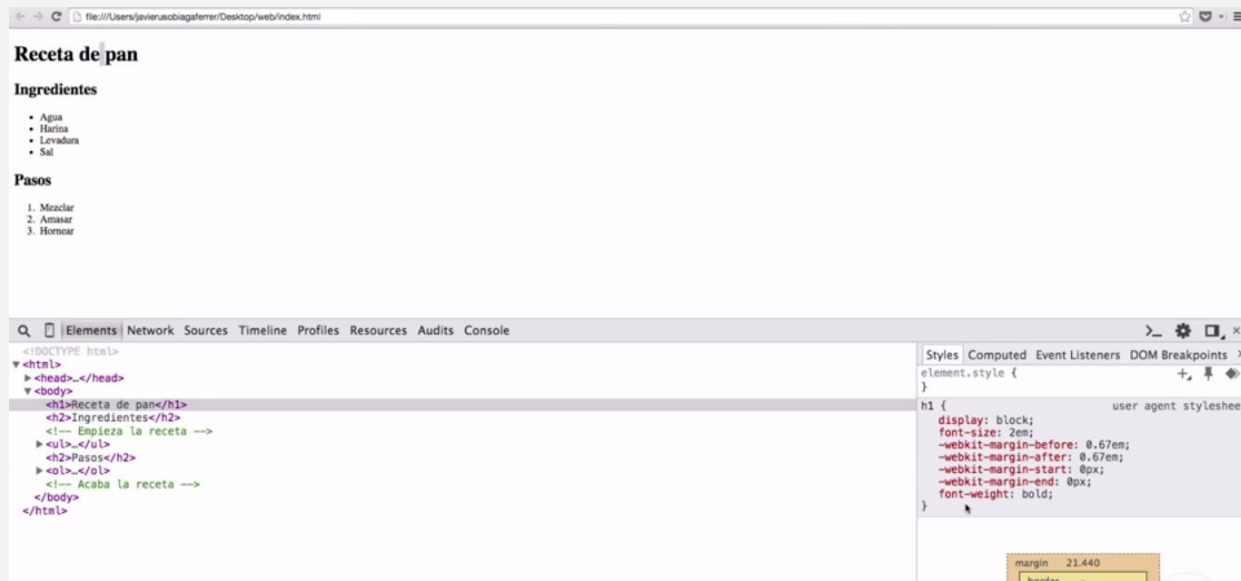 file:///Users/javierusobiagaferrer/Desktop/web/index.html
Receta de pan
Ingredientes
• Agua
• Harina
• Levadura
• Sal
Pasos
1. Mezclar
2. Amasar
3. Hornear
Elements Network Sources Timeline Profiles Resources Audits Console
<!DOCTYPE html>
▼<html>
▶<head>…</head>
▼<body>
<h1>Receta de pan</h1>
<h2>Ingredientes</h2>
<!-- Empieza la receta -->
▶<ul>…</ul>
<h2>Pasos</h2>
▶<ol>…</ol>
<!-- Acaba la receta -->
</body>
</html>
Styles Computed Event Listeners DOM Breakpoints
element.style {
}
h1 { user agent styleshee
display: block;
font-size: 2em;
-webkit-margin-before: 0.67em;
-webkit-margin-after: 0.67em;
-webkit-margin-start: 0px;
-webkit-margin-end: 0px;
font-weight: bold;
}
margin 21.440
border -